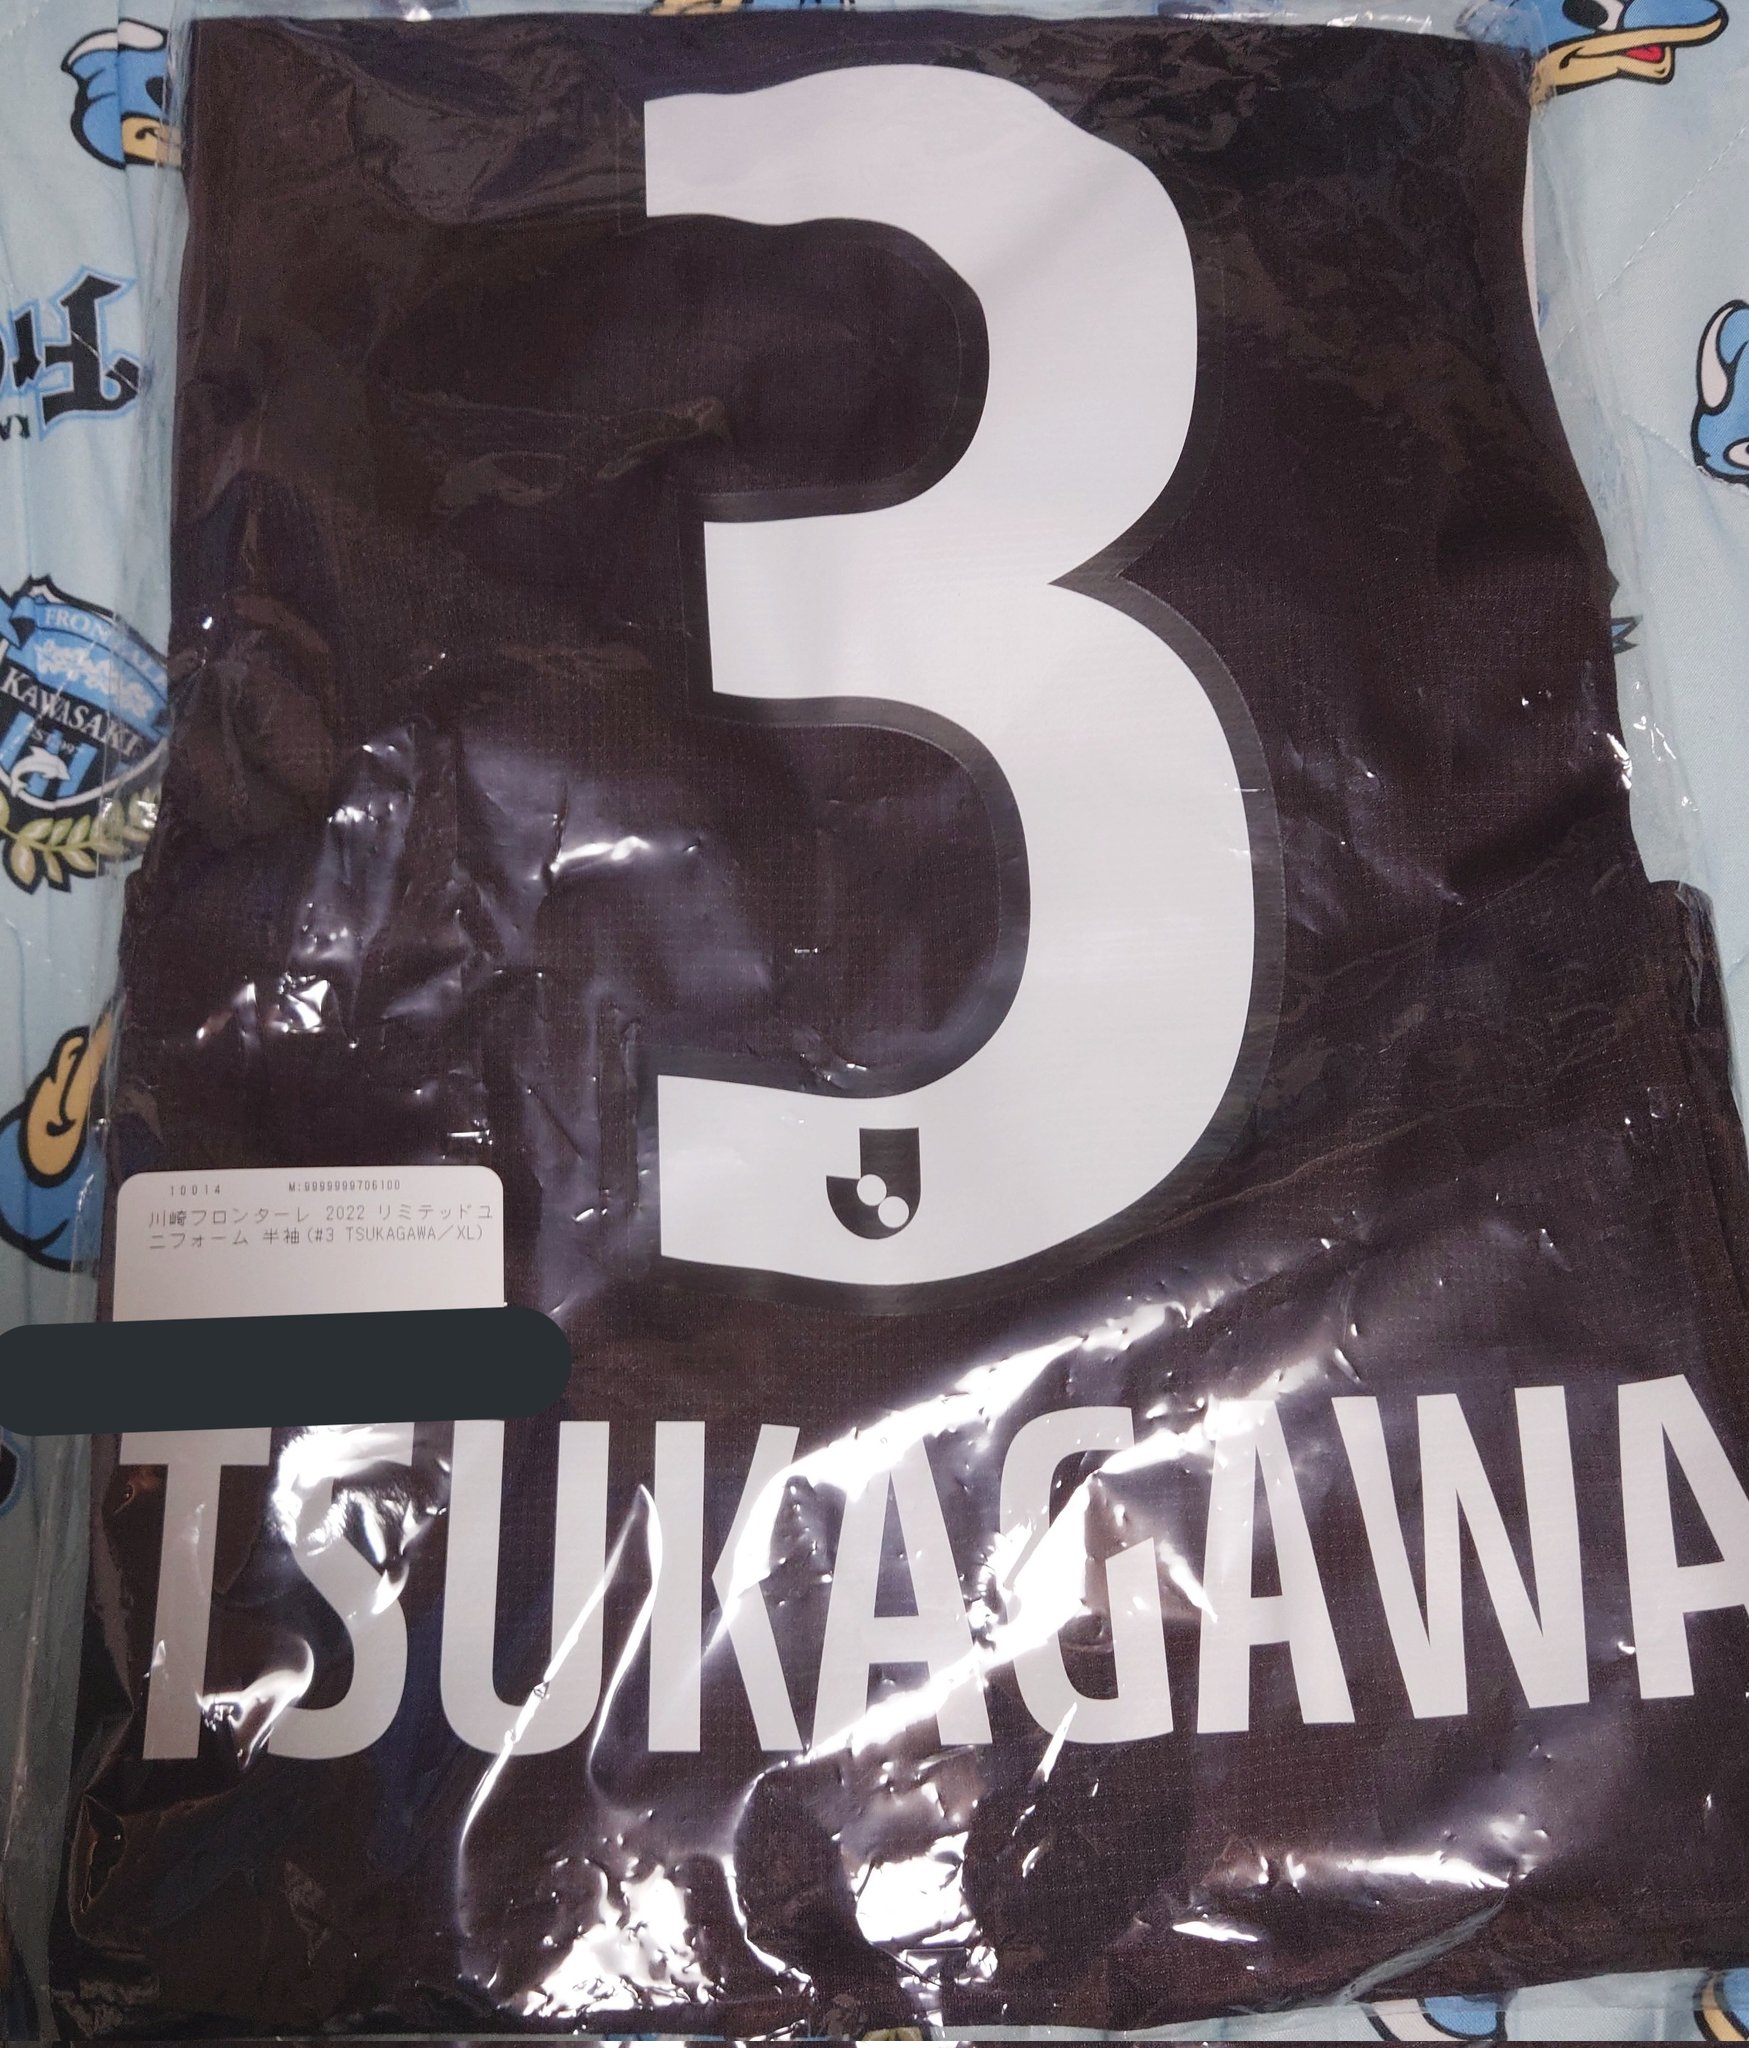 3
J
10014 M:9999999706100
川崎フロンターレ 2022 リミテッドユ
ニフォーム 半袖(#3 TSUKAGAWA/XL)
TSUKAGAWA
KAWASAKI